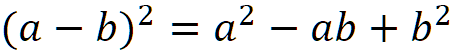 (a − b)² = a² − ab + b²